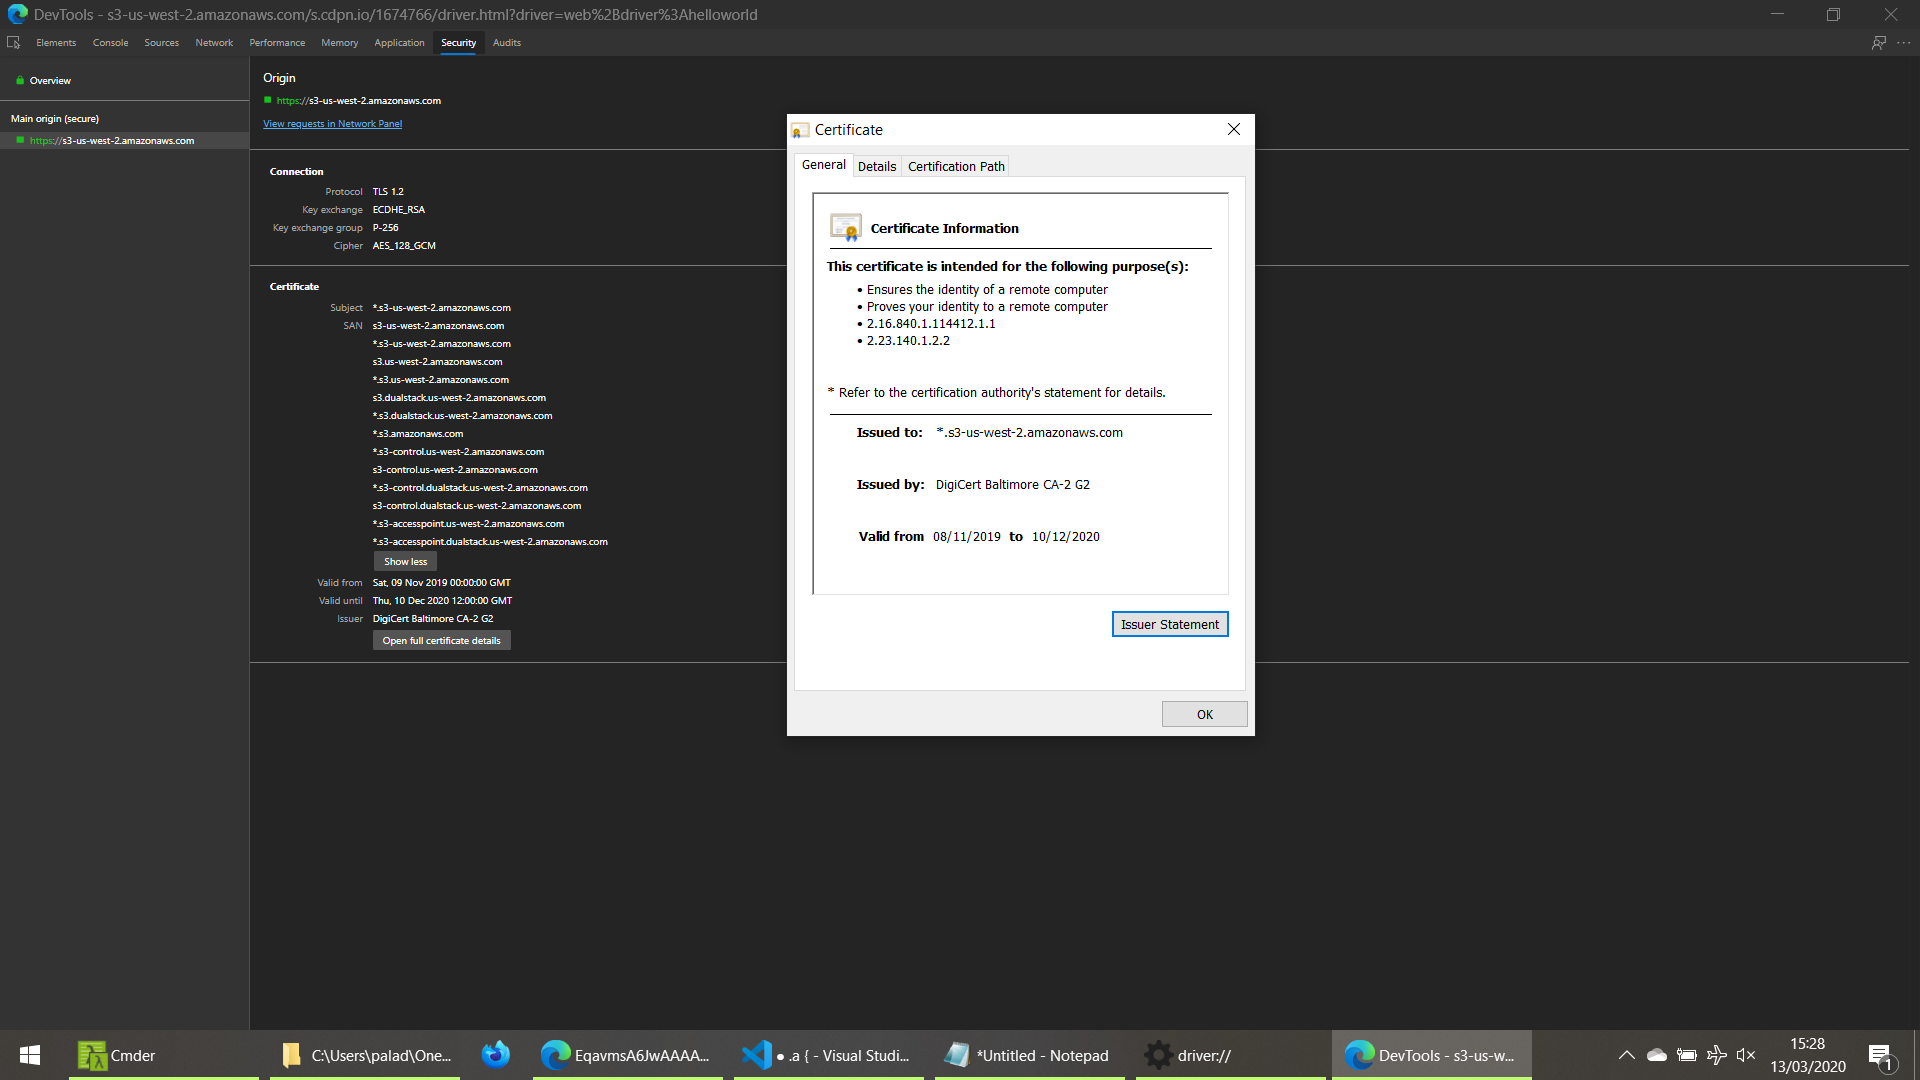 DevTools - s3-us-west-2.amazonaws.com/s.cdpn.io/1674766/driver.html?driver=web%2Bdriver%3Ahelloworld
Elements Console Sources Network Performance Memory Application Security Audits
Overview
Main origin (secure)
https://s3-us-west-2.amazonaws.com
Origin
https://s3-us-west-2.amazonaws.com
View requests in Network Panel
Connection
Protocol TLS 1.2
Key exchange ECDHE_RSA
Key exchange group P-256
Cipher AES_128_GCM
Certificate
Subject *.s3-us-west-2.amazonaws.com
SAN s3-us-west-2.amazonaws.com
*.s3-us-west-2.amazonaws.com
s3.us-west-2.amazonaws.com
*.s3.us-west-2.amazonaws.com
s3.dualstack.us-west-2.amazonaws.com
*.s3.dualstack.us-west-2.amazonaws.com
*.s3.amazonaws.com
*.s3-control.us-west-2.amazonaws.com
s3-control.us-west-2.amazonaws.com
*.s3-control.dualstack.us-west-2.amazonaws.com
s3-control.dualstack.us-west-2.amazonaws.com
*.s3-accesspoint.us-west-2.amazonaws.com
*.s3-accesspoint.dualstack.us-west-2.amazonaws.com
Show less
Valid from Sat, 09 Nov 2019 00:00:00 GMT
Valid until Thu, 10 Dec 2020 12:00:00 GMT
Issuer DigiCert Baltimore CA-2 G2
Open full certificate details
Certificate
General Details Certification Path
Certificate Information
This certificate is intended for the following purpose(s):
• Ensures the identity of a remote computer
• Proves your identity to a remote computer
• 2.16.840.1.114412.1.1
• 2.23.140.1.2.2
* Refer to the certification authority's statement for details.
Issued to: *.s3-us-west-2.amazonaws.com
Issued by: DigiCert Baltimore CA-2 G2
Valid from 08/11/2019 to 10/12/2020
Issuer Statement
OK
Cmder
C:\Users\palad\One...
EqavmsA6JwAAAA...
● .a { - Visual Studi...
*Untitled - Notepad
driver://
DevTools - s3-us-w...
15:28
13/03/2020
1